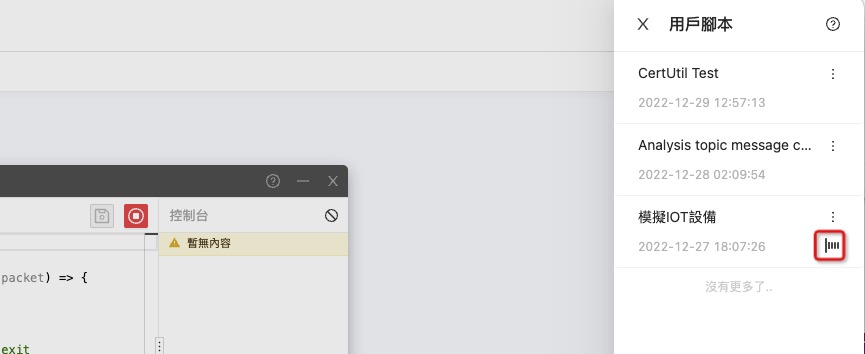 用戶腳本
CertUtil Test
2022-12-29 12:57:13
Analysis topic message c...
2022-12-28 02:09:54
模擬IOT設備
2022-12-27 18:07:26
沒有更多了..
控制台
暫無內容
packet) => {
exit